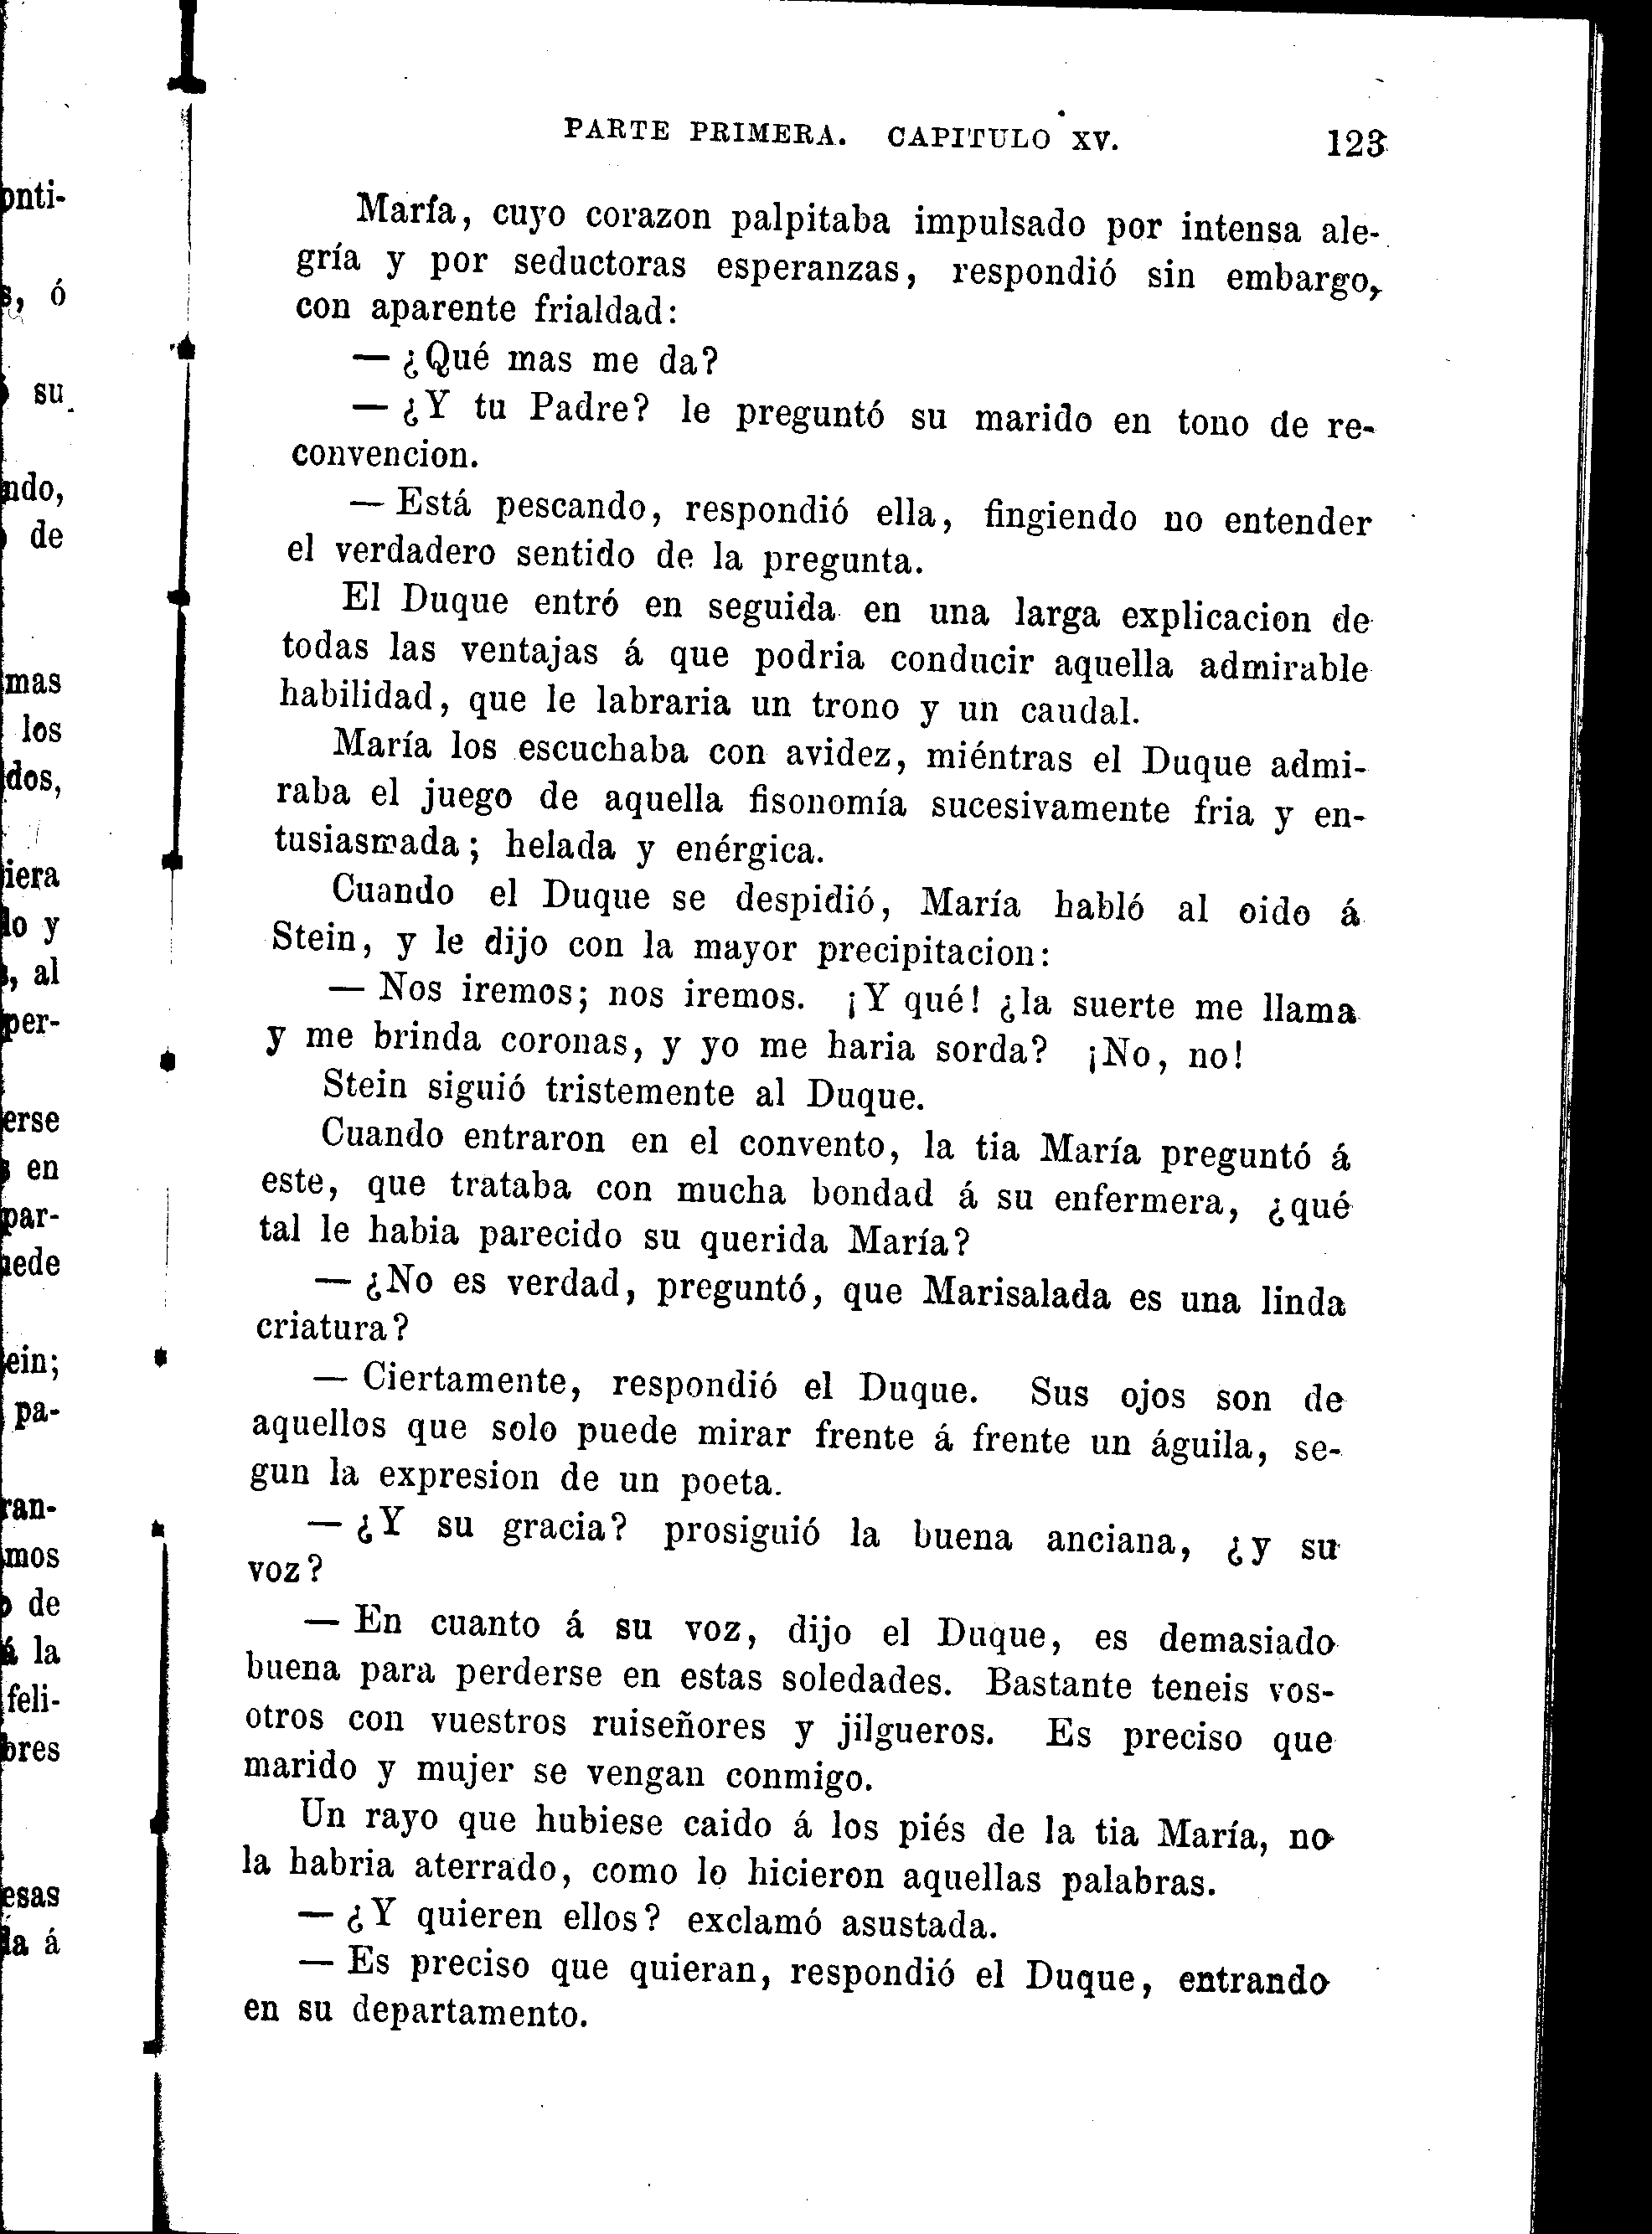 PARTE PRIMERA. CAPITULO XV. 123
María, cuyo corazon palpitaba impulsado por intensa ale-
gría y por seductoras esperanzas, respondió sin embargo,
con aparente frialdad:
— ¿Qué mas me da?
— ¿Y tu Padre? le preguntó su marido en tono de re-
convencion.
— Está pescando, respondió ella, fingiendo no entender
el verdadero sentido de la pregunta.
El Duque entró en seguida en una larga explicacion de
todas las ventajas á que podria conducir aquella admirable
habilidad, que le labraria un trono y un caudal.
María los escuchaba con avidez, miéntras el Duque admi-
raba el juego de aquella fisonomía sucesivamente fria y en-
tusiasmada; helada y enérgica.
Cuando el Duque se despidió, María habló al oido á
Stein, y le dijo con la mayor precipitacion:
— Nos iremos; nos iremos. ¡Y qué! ¿la suerte me llama
y me brinda coronas, y yo me haria sorda? ¡No, no!
Stein siguió tristemente al Duque.
Cuando entraron en el convento, la tia María preguntó á
este, que trataba con mucha bondad á su enfermera, ¿qué
tal le habia parecido su querida María?
— ¿No es verdad, preguntó, que Marisalada es una linda
criatura?
— Ciertamente, respondió el Duque. Sus ojos son de
aquellos que solo puede mirar frente á frente un águila, se-
gun la expresion de un poeta.
— ¿Y su gracia? prosiguió la buena anciana, ¿y su
voz?
— En cuanto á su voz, dijo el Duque, es demasiado
buena para perderse en estas soledades. Bastante teneis vos-
otros con vuestros ruiseñores y jilgueros. Es preciso que
marido y mujer se vengan conmigo.
Un rayo que hubiese caido á los piés de la tia María, no
la habria aterrado, como lo hicieron aquellas palabras.
— ¿Y quieren ellos? exclamó asustada.
— Es preciso que quieran, respondió el Duque, entrando
en su departamento.